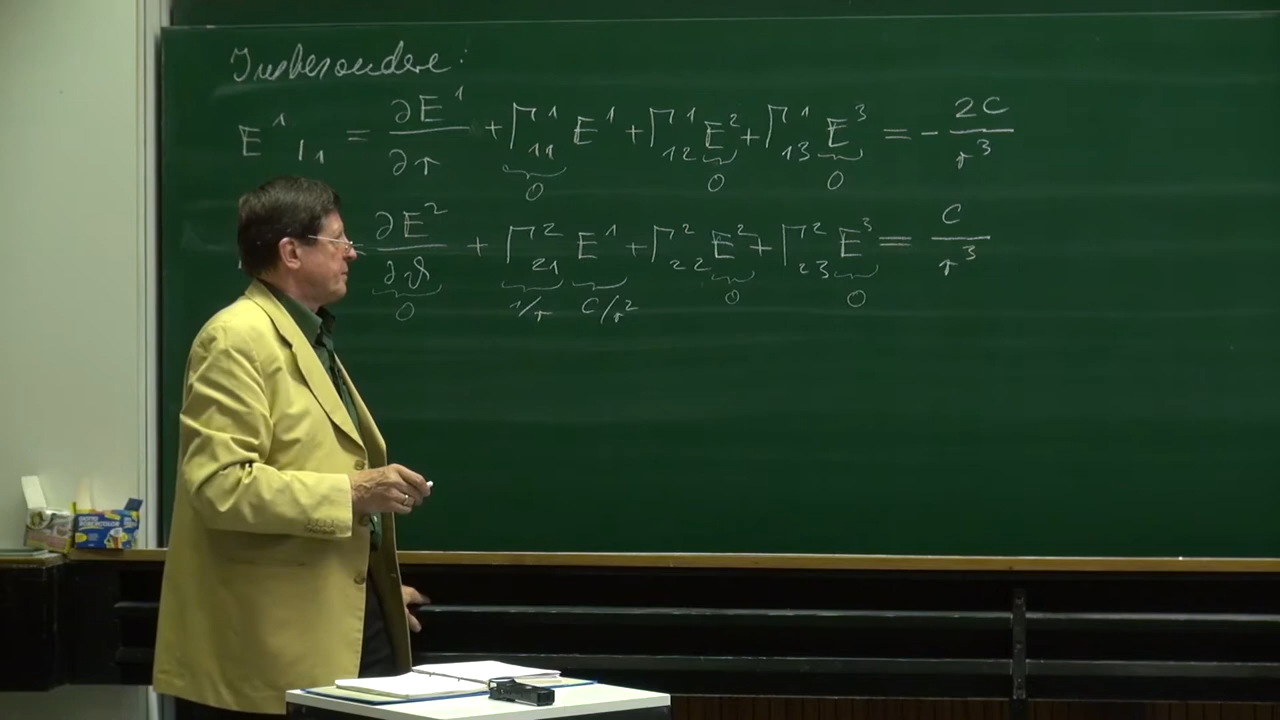 Insbesondere:
E¹|₁ = ∂E¹/∂r + Γ¹₁₁ E¹ + Γ¹₁₂ E² + Γ¹₁₃ E³ = - 2C/r³
0 0 0
∂E²/∂ϑ + Γ²₂₁ E¹ + Γ²₂₂ E² + Γ²₂₃ E³ = C/r³
0 1/r C/r² 0 0